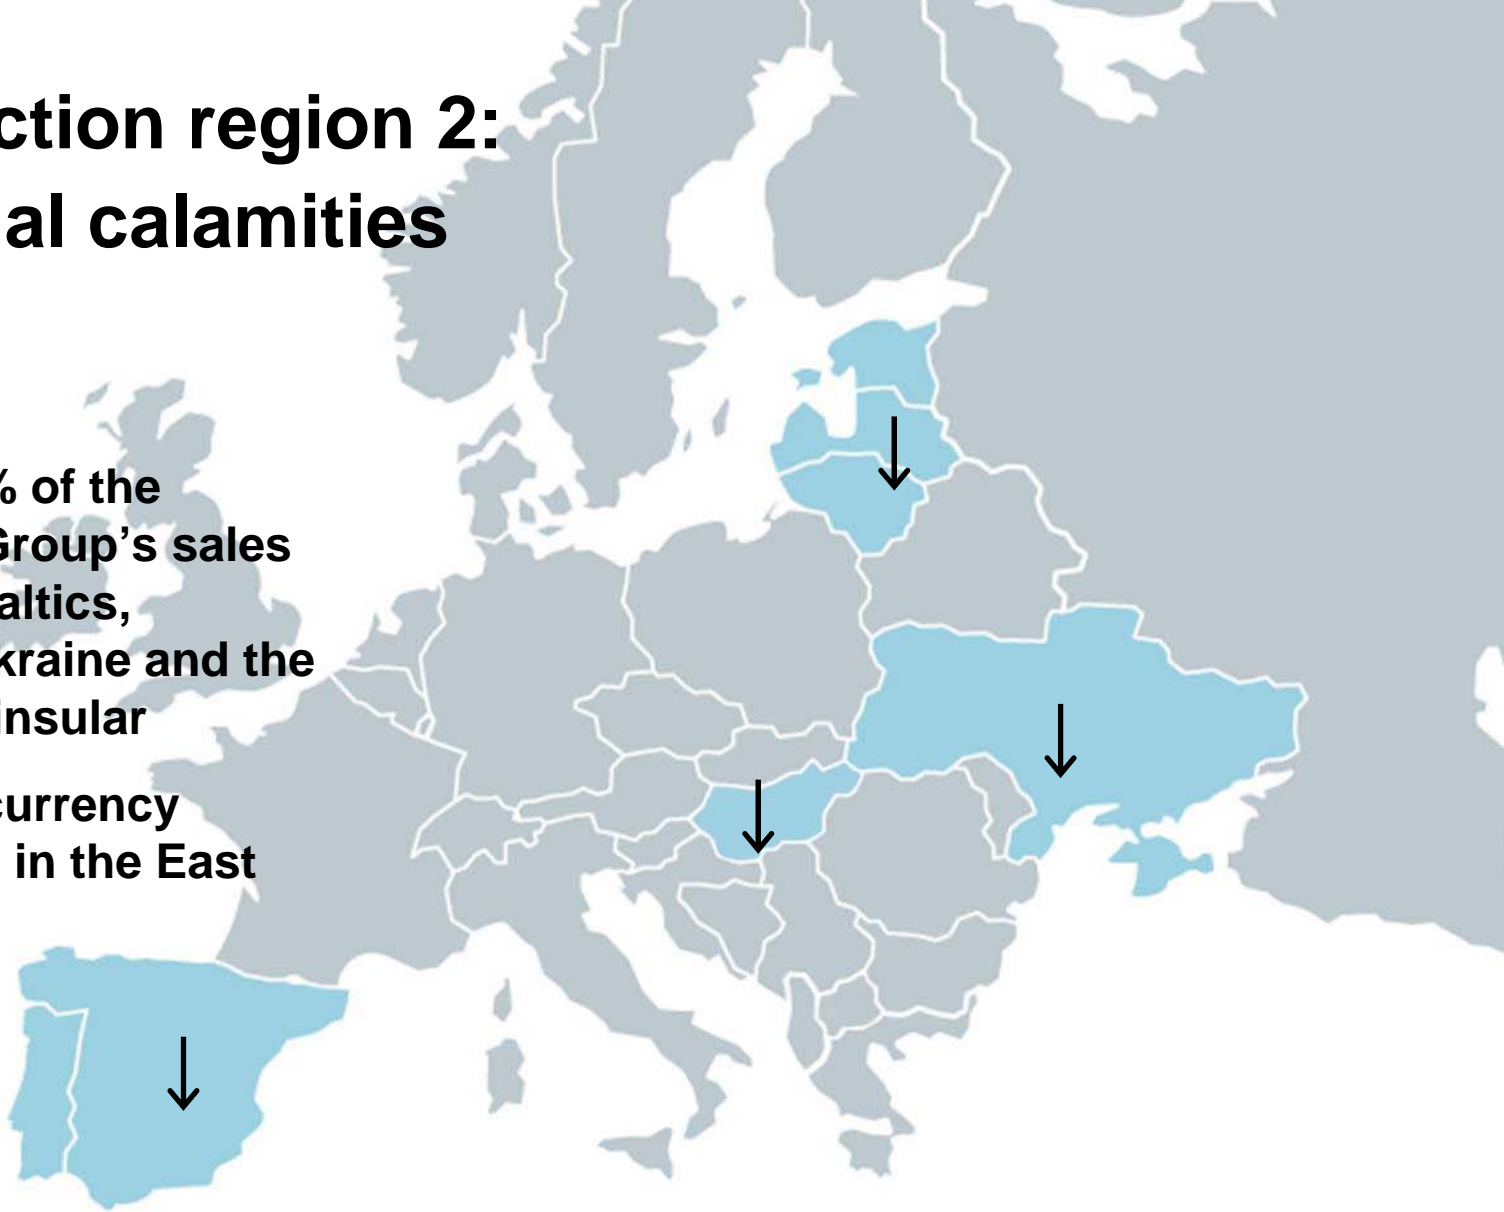 ction region 2:
al calamities
% of the
Group’s sales
altics,
kraine and the
insular
currency
in the East